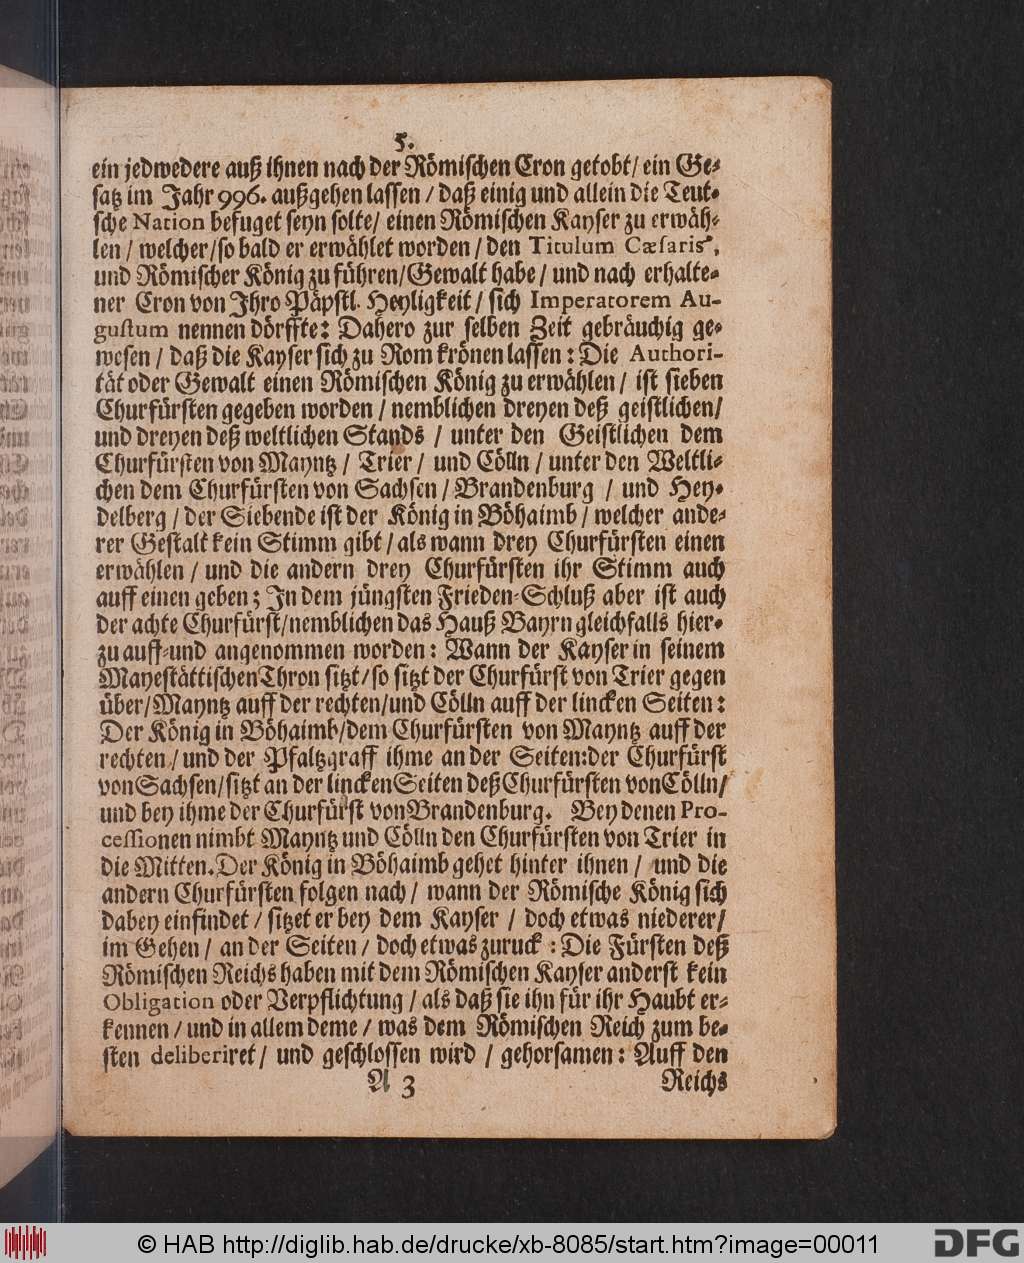 5.
ein jedwedere auß ihnen nach der Römischen Cron getobt/ ein Ge-
satz im Jahr 996. außgehen lassen / daß einig und allein die Teut-
sche Nation befuget seyn solte/ einen Römischen Kayser zu erwäh-
len / welcher/ so bald er erwählet worden / den Titulum Cæsaris,
und Römischer König zu führen/ Gewalt habe / und nach erhalte-
ner Cron von Jhro Päpstl. Heyligkeit / sich Imperatorem Au-
gustum nennen dörffte: Dahero zur selben Zeit gebräuchig ge-
wesen / daß die Kayser sich zu Rom krönen lassen: Die Authori-
tät oder Gewalt einen Römischen König zu erwählen / ist sieben
Churfürsten gegeben worden / nemblichen dreyen deß geistlichen/
und dreyen deß weltlichen Stands / unter den Geistlichen dem
Churfürsten von Mayntz / Trier / und Cölln / unter den Weltli-
chen dem Churfürsten von Sachsen / Brandenburg / und Hey-
delberg / der Siebende ist der König in Böhaimb / welcher ande-
rer Gestalt kein Stimm gibt / als wann drey Churfürsten einen
erwählen / und die andern drey Churfürsten ihr Stimm auch
auff einen geben; Jn dem jüngsten Frieden-Schluß aber ist auch
der achte Churfürst/ nemblichen das Hauß Bayrn gleichfalls hier-
zu auff-und angenommen worden: Wann der Kayser in seinem
Mayestättischen Thron sitzt/ so sitzt der Churfürst von Trier gegen
über/ Mayntz auff der rechten/ und Cölln auff der lincken Seiten:
Der König in Böhaimb/ dem Churfürsten von Mayntz auff der
rechten / und der Pfaltzgraff ihme an der Seiten: der Churfürst
von Sachsen/ sitzt an der lincken Seiten deß Churfürsten von Cölln/
und bey ihme der Churfürst von Brandenburg. Bey denen Pro-
cessionen nimbt Mayntz und Cölln den Churfürsten von Trier in
die Mitten. Der König in Böhaimb gehet hinter ihnen / und die
andern Churfürsten folgen nach / wann der Römische König sich
dabey einfindet / sitzet er bey dem Kayser / doch etwas niederer/
im Gehen / an der Seiten / doch etwas zuruck: Die Fürsten deß
Römischen Reichs haben mit dem Römischen Kayser anderst kein
Obligation oder Verpflichtung / als daß sie ihn für ihr Haubt er-
kennen / und in allem deme / was dem Römischen Reich zum be-
sten deliberiret / und geschlossen wird / gehorsamen: Auff den
A 3 Reichs
© HAB http://diglib.hab.de/drucke/xb-8085/start.htm?image=00011
DFG